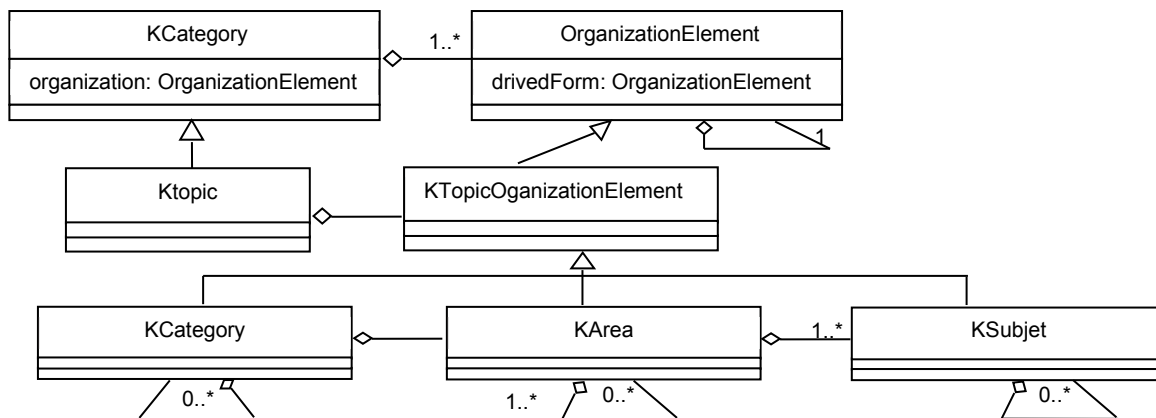 KCategory
OrganizationElement
1..*
organization: OrganizationElement
drivedForm: OrganizationElement
1
Ktopic
KTopicOganizationElement
KCategory
KArea
1..*
KSubjet
0..*
1..*
0..*
0..*